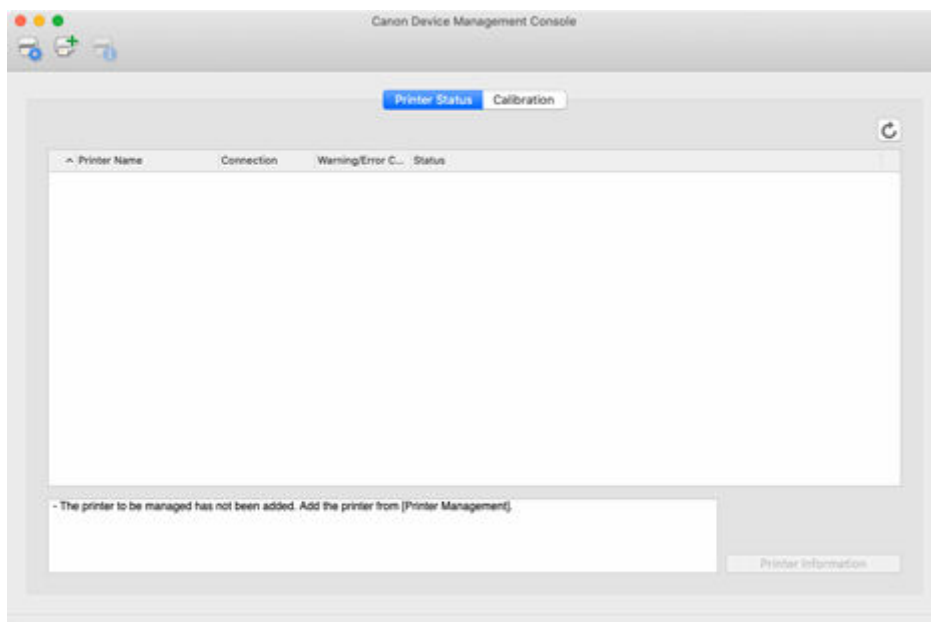 Canon Device Management Console
Printer Status Calibration
Printer Name Connection Warning/Error C... Status
- The printer to be managed has not been added. Add the printer from [Printer Management].
Printer Information